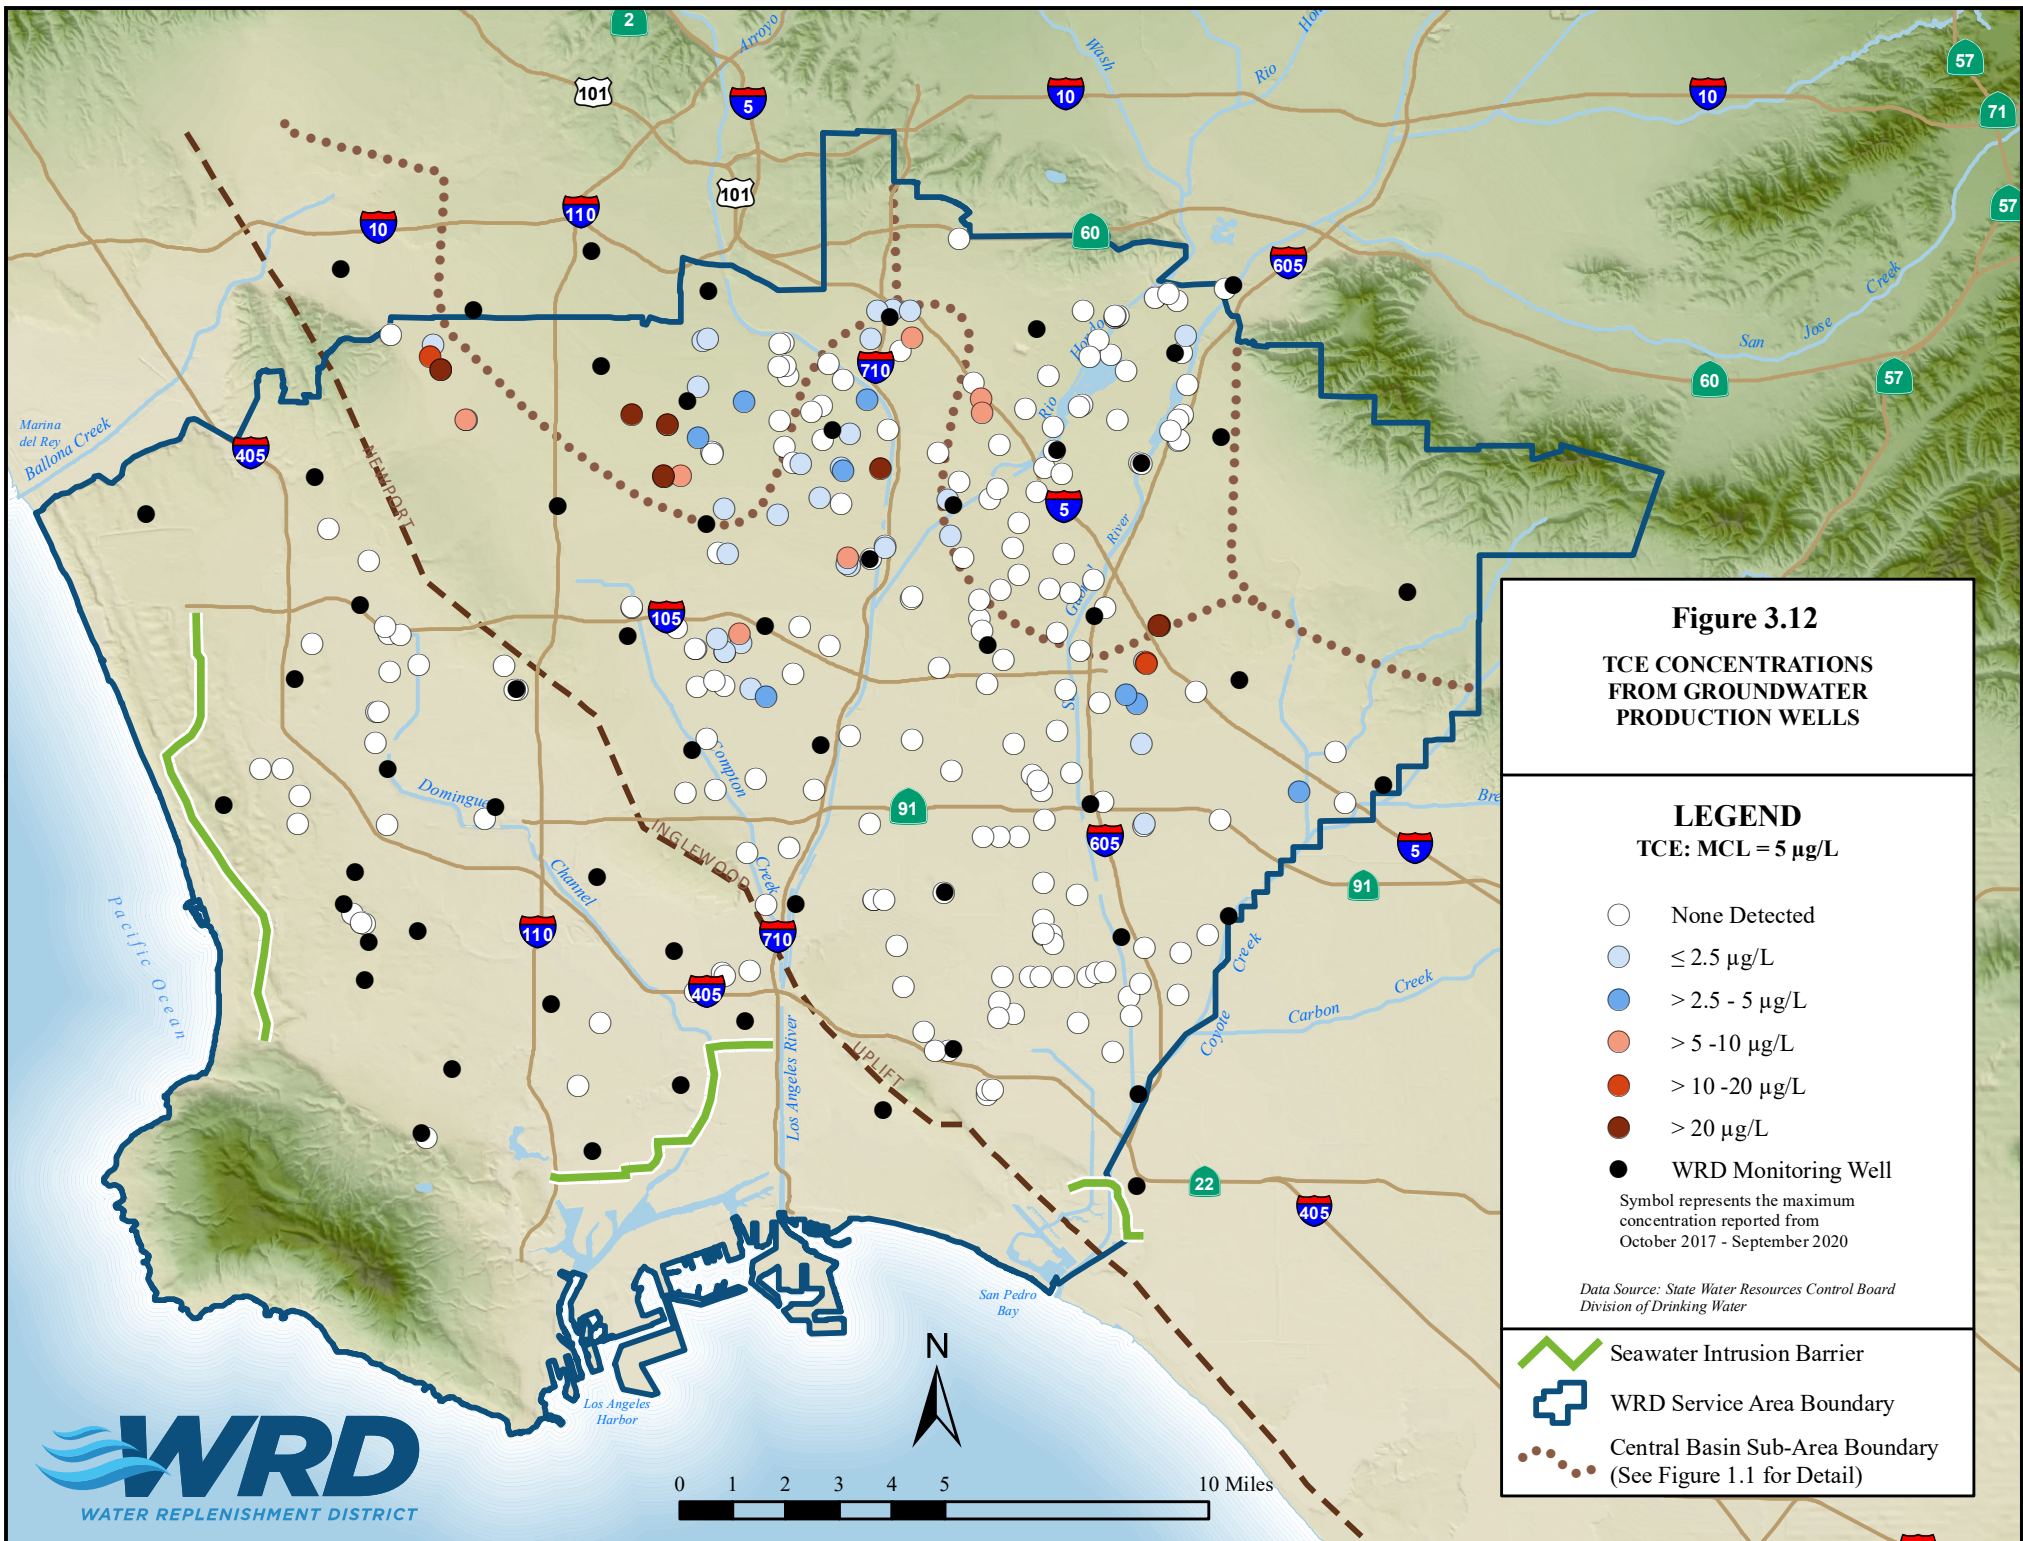 2
Arroyo
Wash
Rio
Hon
57
101
5
10
10
71
101
10
110
60
57
605
Creek
Jose
San
Hondo
710
60
57
Marina
del Rey
Ballona Creek
405
NEWPORT
Rio
5
River
Gabriel
S
105
Compton
Creek
Domingue
Channel
INGLEWOOD
91
605
5
91
Bre
110
710
405
Pacific Ocean
Los Angeles River
UPLIFT
Coyote
Creek
Carbon
Creek
22
405
San Pedro
Bay
Los Angeles
Harbor
N
0 1 2 3 4 5 10 Miles
WRD
WATER REPLENISHMENT DISTRICT
Figure 3.12
TCE CONCENTRATIONS
FROM GROUNDWATER
PRODUCTION WELLS
LEGEND
TCE: MCL = 5 µg/L
None Detected
≤ 2.5 µg/L
> 2.5 - 5 µg/L
> 5 -10 µg/L
> 10 -20 µg/L
> 20 µg/L
WRD Monitoring Well
Symbol represents the maximum
concentration reported from
October 2017 - September 2020
Data Source: State Water Resources Control Board
Division of Drinking Water
Seawater Intrusion Barrier
WRD Service Area Boundary
Central Basin Sub-Area Boundary
(See Figure 1.1 for Detail)